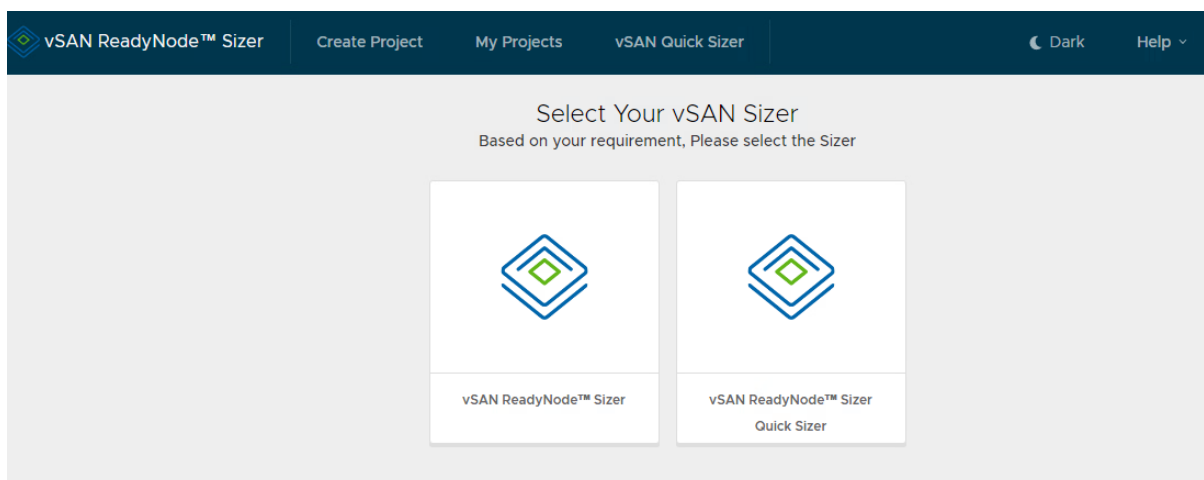 vSAN ReadyNode™ Sizer
Create Project
My Projects
vSAN Quick Sizer
Dark
Help
Select Your vSAN Sizer
Based on your requirement, Please select the Sizer
vSAN ReadyNode™ Sizer
vSAN ReadyNode™ Sizer
Quick Sizer